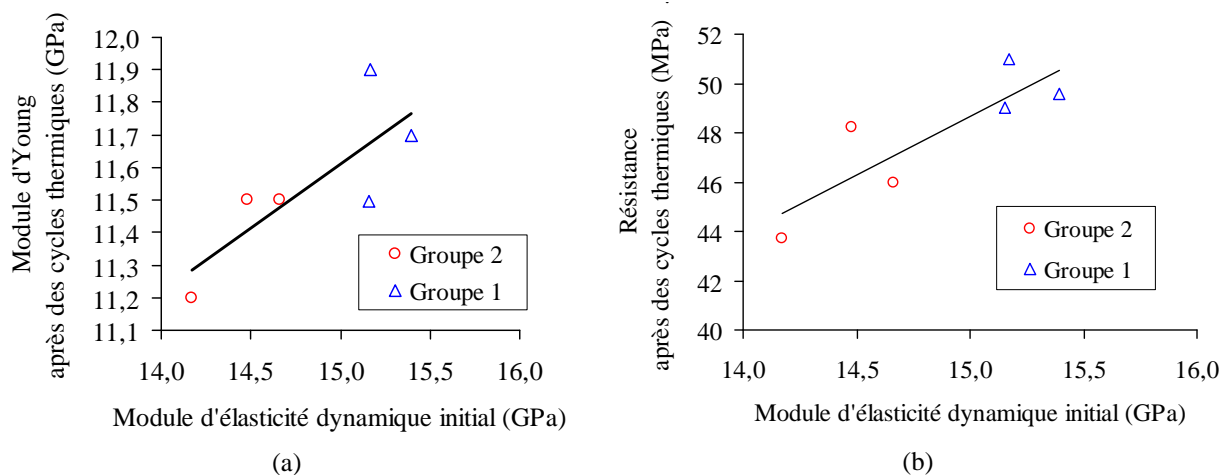 Module d'Young
après des cycles thermiques (GPa)
12,0
11,9
11,8
11,7
11,6
11,5
11,4
11,3
11,2
11,1
14,0
14,5
15,0
15,5
16,0
Groupe 2
Groupe 1
Module d'élasticité dynamique initial (GPa)
(a)
Résistance
après des cycles thermiques (MPa)
52
50
48
46
44
42
40
14,0
14,5
15,0
15,5
16,0
Groupe 2
Groupe 1
Module d'élasticité dynamique initial (GPa)
(b)